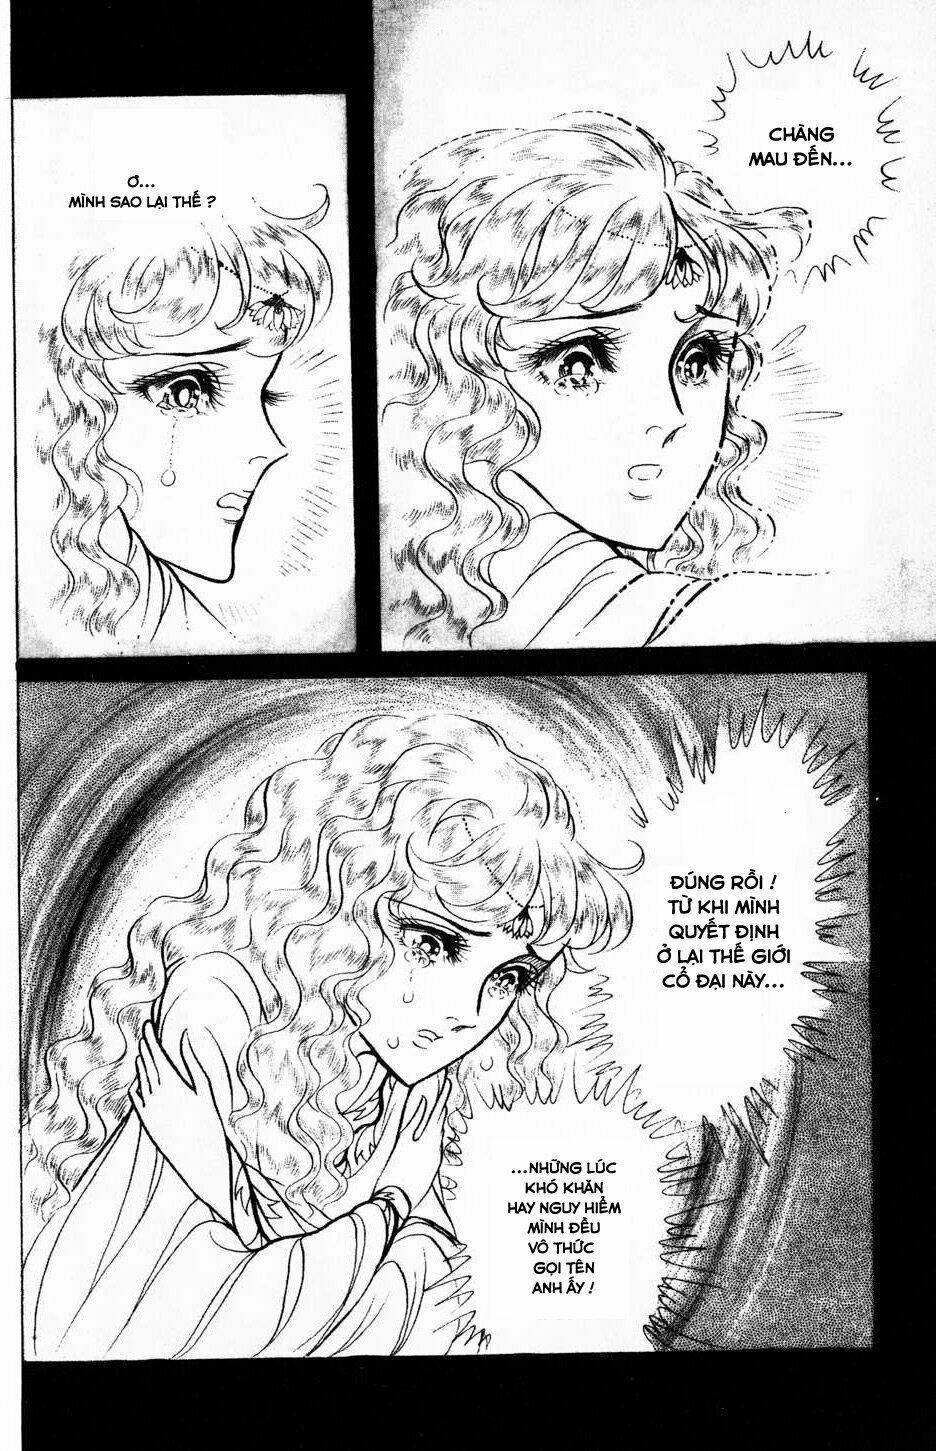 CHÀNG
MAU ĐẾN...
Ơ...
MÌNH SAO LẠI THẾ ?
ĐÚNG RỒI !
TỪ KHI MÌNH
QUYẾT ĐỊNH
Ở LẠI THẾ GIỚI
CỔ ĐẠI NÀY...
...NHỮNG LÚC
KHÓ KHĂN
HAY NGUY HIỂM
MÌNH ĐỀU
VÔ THỨC
GỌI TÊN
ANH ẤY !